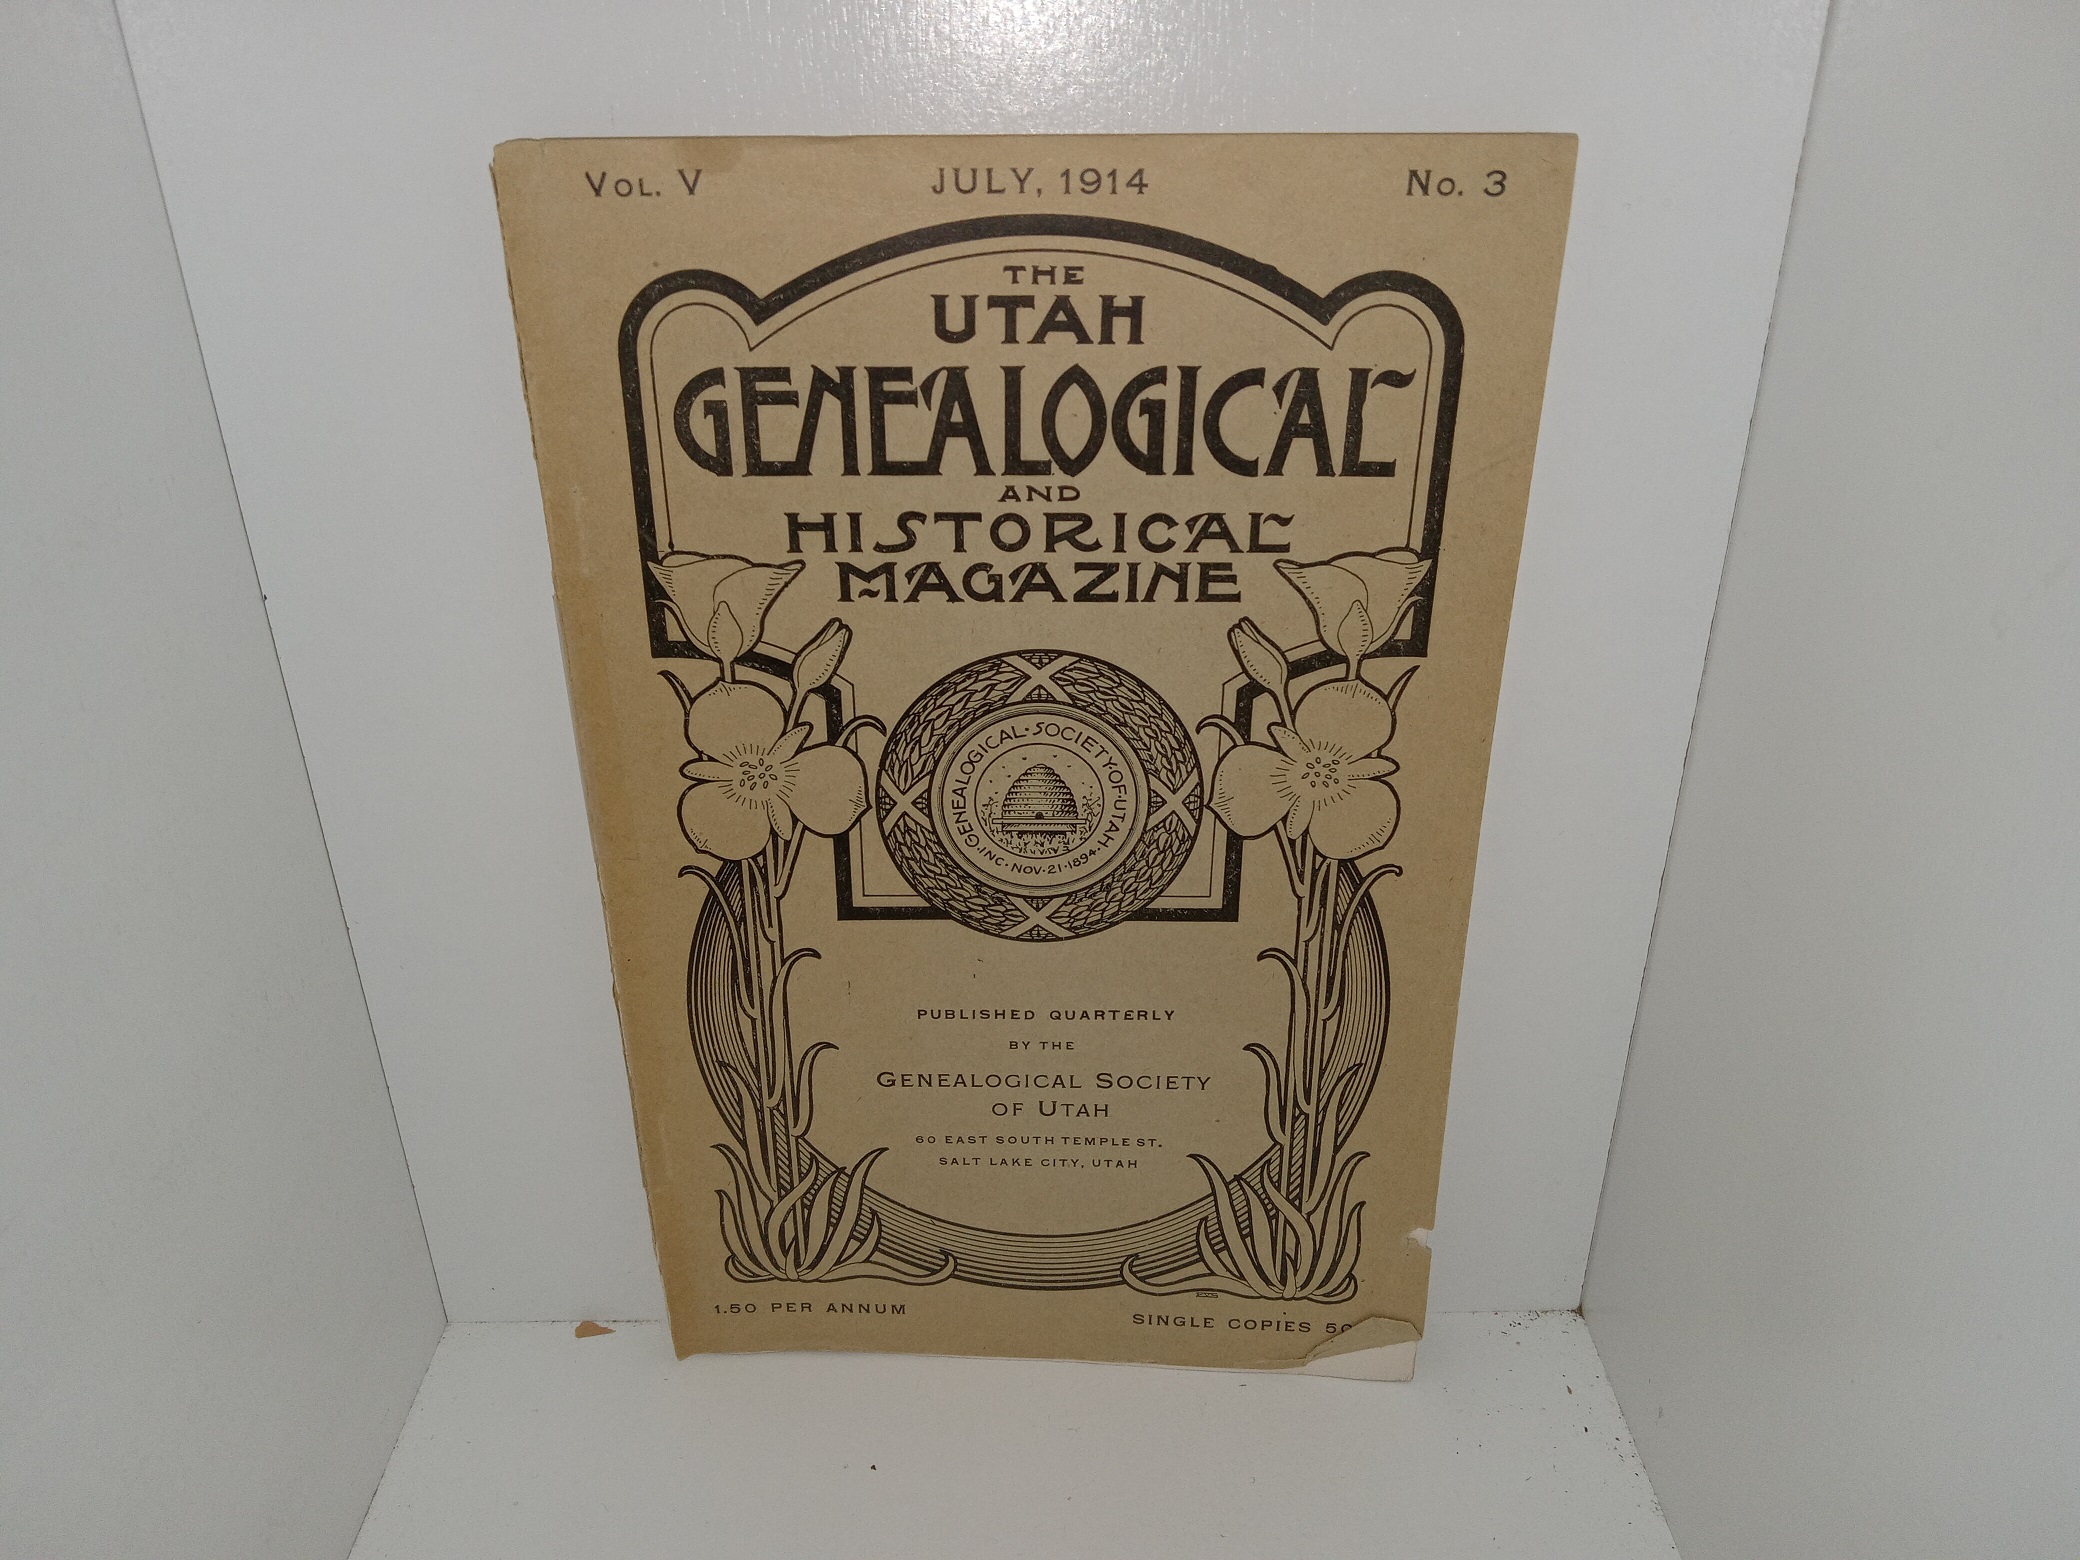 VOL. V JULY, 1914 NO. 3
THE
UTAH
GENEALOGICAL
AND
HISTORICAL
MAGAZINE
GENEALOGICAL · SOCIETY · OF · UTAH ·
· INC · NOV · 21 · 1894 ·
PUBLISHED QUARTERLY
BY THE
GENEALOGICAL SOCIETY
OF UTAH
60 EAST SOUTH TEMPLE ST.
SALT LAKE CITY, UTAH
1.50 PER ANNUM SINGLE COPIES 50